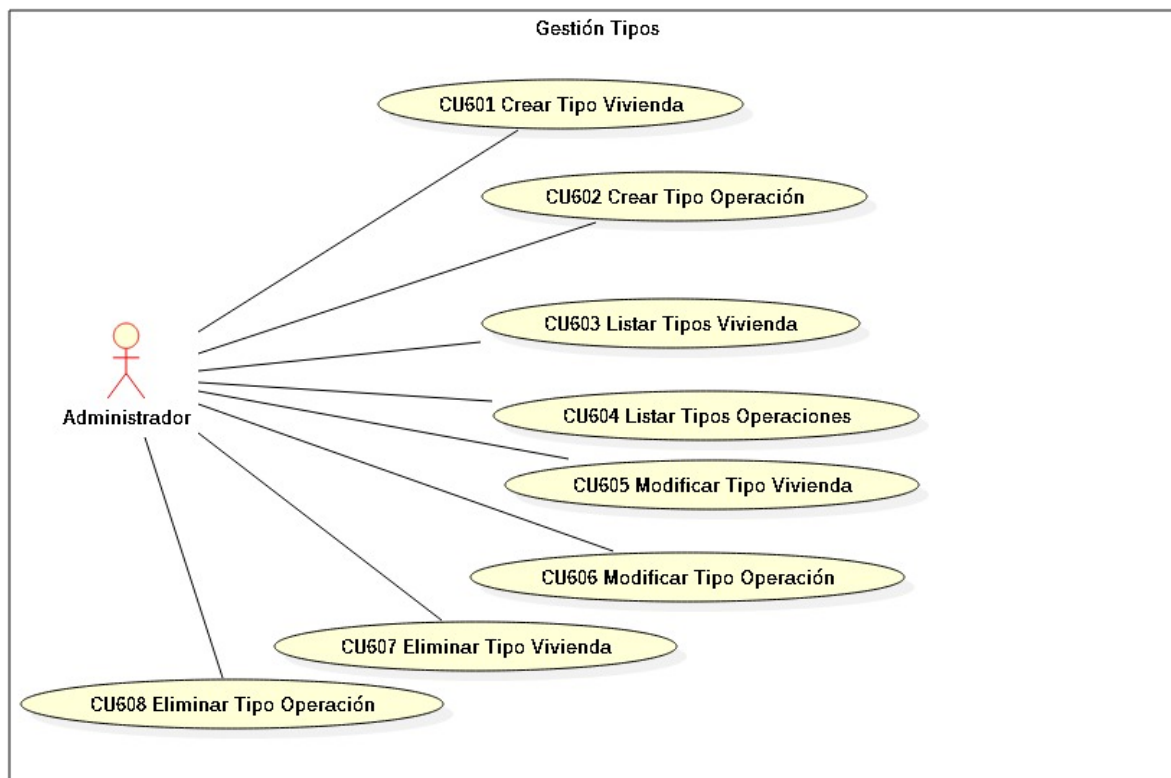 Gestión Tipos
CU601 Crear Tipo Vivienda
CU602 Crear Tipo Operación
CU603 Listar Tipos Vivienda
Administrador
CU604 Listar Tipos Operaciones
CU605 Modificar Tipo Vivienda
CU606 Modificar Tipo Operación
CU607 Eliminar Tipo Vivienda
CU608 Eliminar Tipo Operación